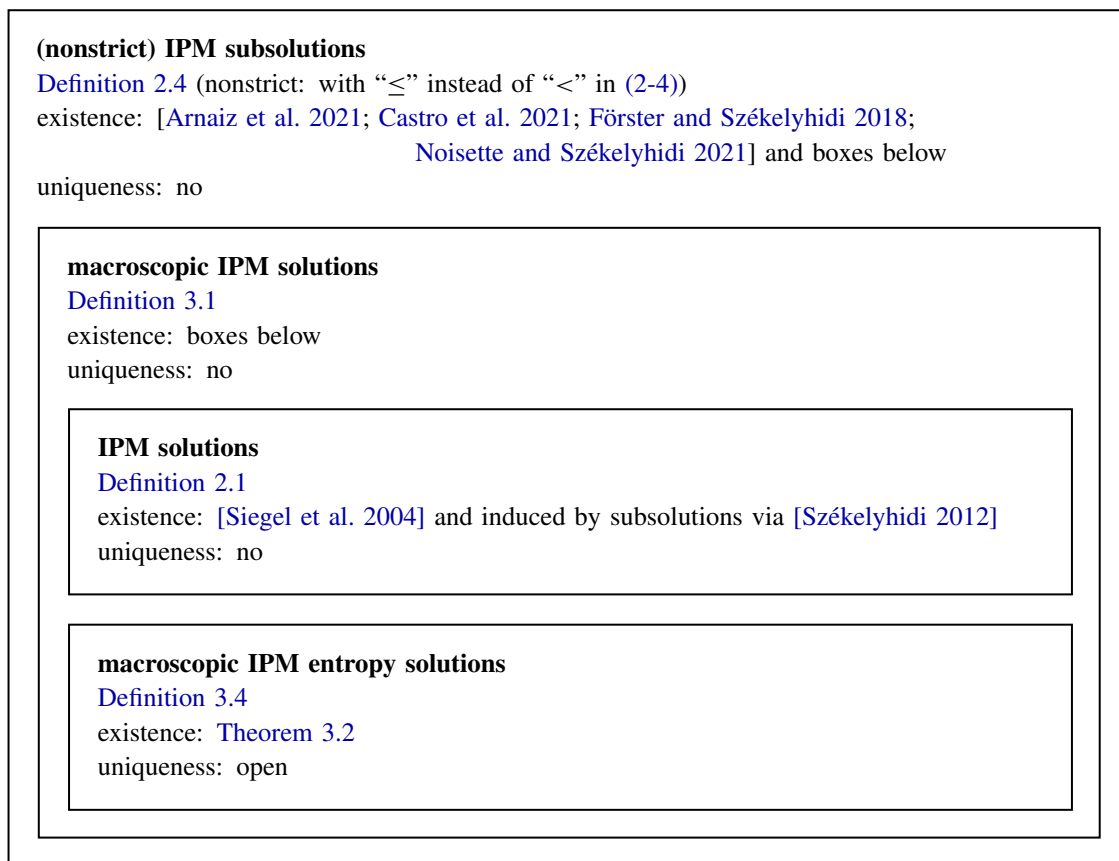 (nonstrict) IPM subsolutions
Definition 2.4 (nonstrict: with “≤” instead of “<” in (2-4))
existence: [Arnaiz et al. 2021; Castro et al. 2021; Förster and Székelyhidi 2018;
Noisette and Székelyhidi 2021] and boxes below
uniqueness: no
macroscopic IPM solutions
Definition 3.1
existence: boxes below
uniqueness: no
IPM solutions
Definition 2.1
existence: [Siegel et al. 2004] and induced by subsolutions via [Székelyhidi 2012]
uniqueness: no
macroscopic IPM entropy solutions
Definition 3.4
existence: Theorem 3.2
uniqueness: open